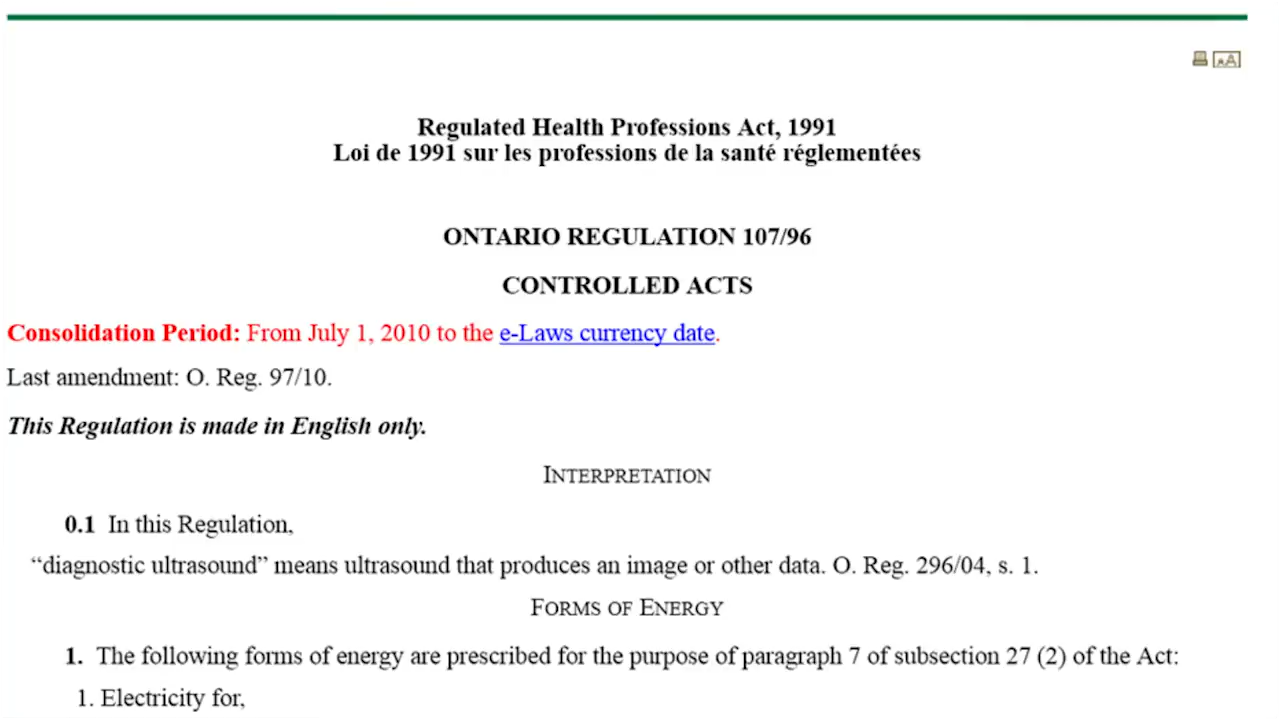 Regulated Health Professions Act, 1991
Loi de 1991 sur les professions de la santé réglementées
ONTARIO REGULATION 107/96
CONTROLLED ACTS
Consolidation Period: From July 1, 2010 to the e-Laws currency date.
Last amendment: O. Reg. 97/10.
This Regulation is made in English only.
INTERPRETATION
0.1 In this Regulation,
“diagnostic ultrasound” means ultrasound that produces an image or other data. O. Reg. 296/04, s. 1.
FORMS OF ENERGY
1. The following forms of energy are prescribed for the purpose of paragraph 7 of subsection 27 (2) of the Act:
1. Electricity for,